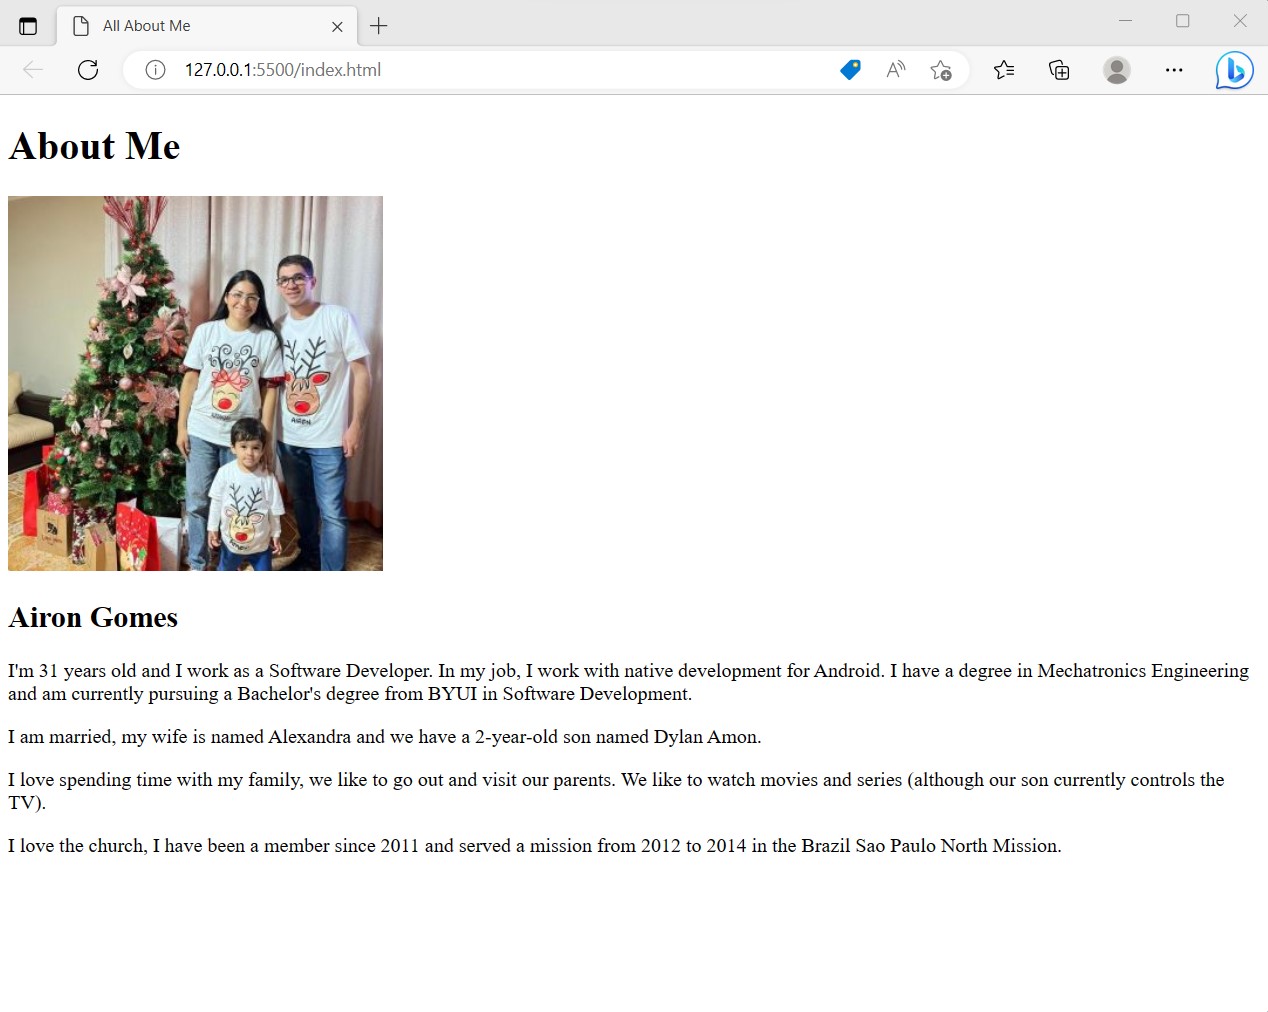 All About Me
127.0.0.1:5500/index.html
About Me
AIRON
Airon Gomes
I'm 31 years old and I work as a Software Developer. In my job, I work with native development for Android. I have a degree in Mechatronics Engineering
and am currently pursuing a Bachelor's degree from BYUI in Software Development.
I am married, my wife is named Alexandra and we have a 2-year-old son named Dylan Amon.
I love spending time with my family, we like to go out and visit our parents. We like to watch movies and series (although our son currently controls the
TV).
I love the church, I have been a member since 2011 and served a mission from 2012 to 2014 in the Brazil Sao Paulo North Mission.